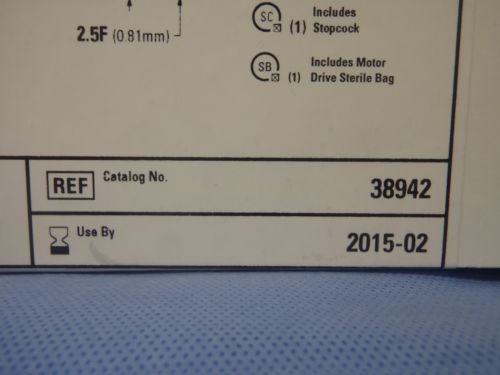 2.5F (0.81mm)
SC (1) Includes
Stopcock
SB (1) Includes Motor
Drive Sterile Bag
REF Catalog No. 38942
Use By 2015-02